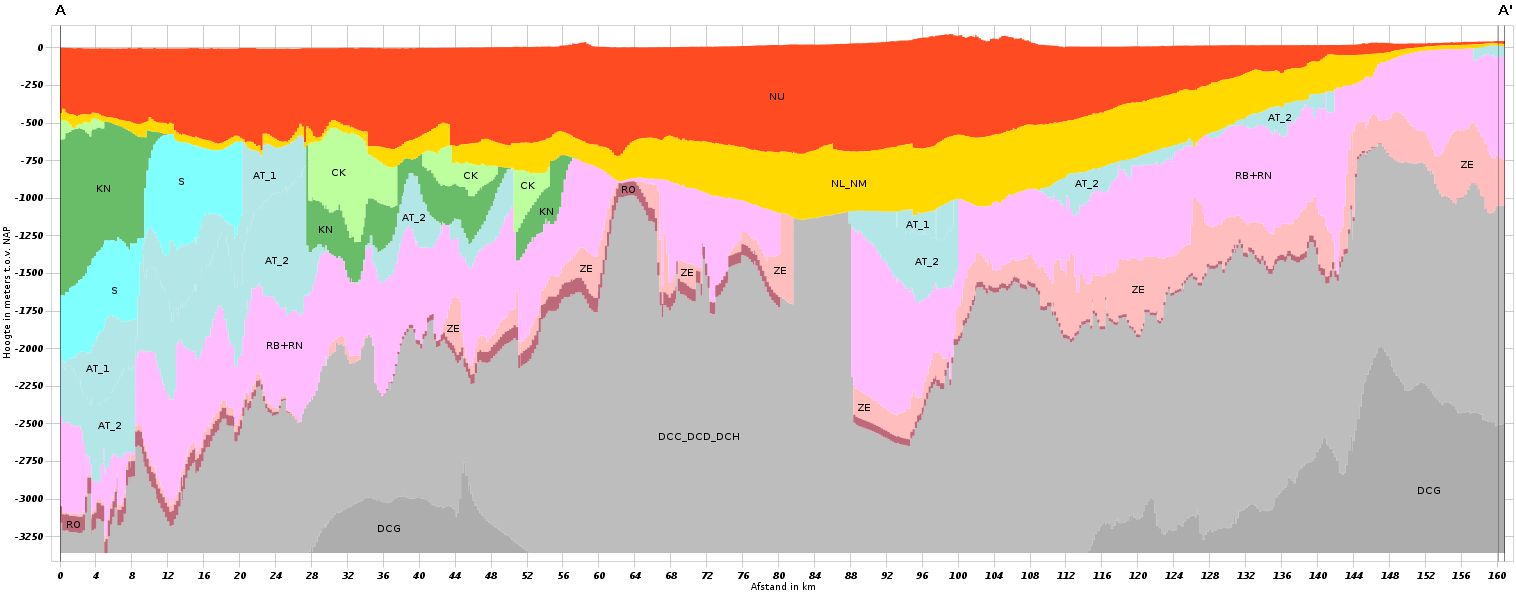 A A'
0
-250
-500
-750
-1000
-1250
-1500
-1750
-2000
-2250
-2500
-2750
-3000
-3250
Hoogte in meters t.o.v. NAP
NU
KN
S
AT_1
CK
CK
CK
NL_NM
RO
AT_2
AT_2
RB+RN
ZE
KN
KN
AT_2
AT_1
AT_2
AT_2
S
ZE
ZE
ZE
ZE
ZE
RB+RN
AT_1
AT_2
ZE
DCC_DCD_DCH
RO
DCG
DCG
0 4 8 12 16 20 24 28 32 36 40 44 48 52 56 60 64 68 72 76 80 84 88 92 96 100 104 108 112 116 120 124 128 132 136 140 144 148 152 156 160
Afstand in km